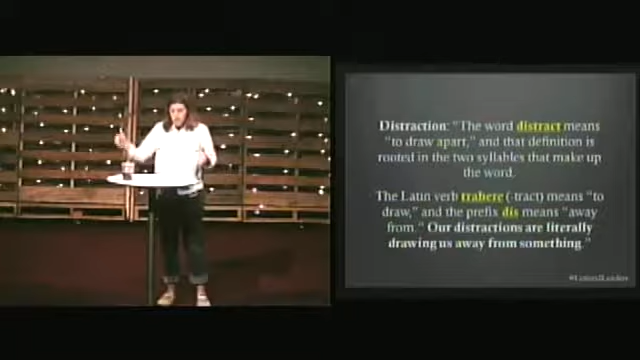 Distraction: "The word distract means
"to draw apart," and that definition is
rooted in the two syllables that make up
the word.
The Latin verb trahere (-tract) means "to
draw," and the prefix dis means "away
from." Our distractions are literally
drawing us away from something."